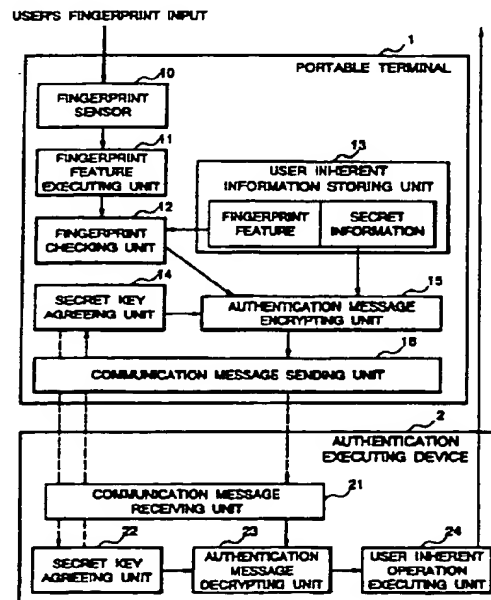 USER'S FINGERPRINT INPUT
1
PORTABLE TERMINAL
10
FINGERPRINT
SENSOR
11
FINGERPRINT
FEATURE
EXECUTING UNIT
13
USER INHERENT
INFORMATION STORING UNIT
FINGERPRINT
FEATURE
SECRET
INFORMATION
12
FINGERPRINT
CHECKING UNIT
14
SECRET KEY
AGREEING UNIT
15
AUTHENTICATION MESSAGE
ENCRYPTING UNIT
16
COMMUNICATION MESSAGE SENDING UNIT
2
AUTHENTICATION
EXECUTING DEVICE
COMMUNICATION MESSAGE
RECEIVING UNIT
21
22
SECRET KEY
AGREEING UNIT
23
AUTHENTICATION
MESSAGE
DECRYPTING UNIT
24
USER INHERENT
OPERATION
EXECUTING UNIT